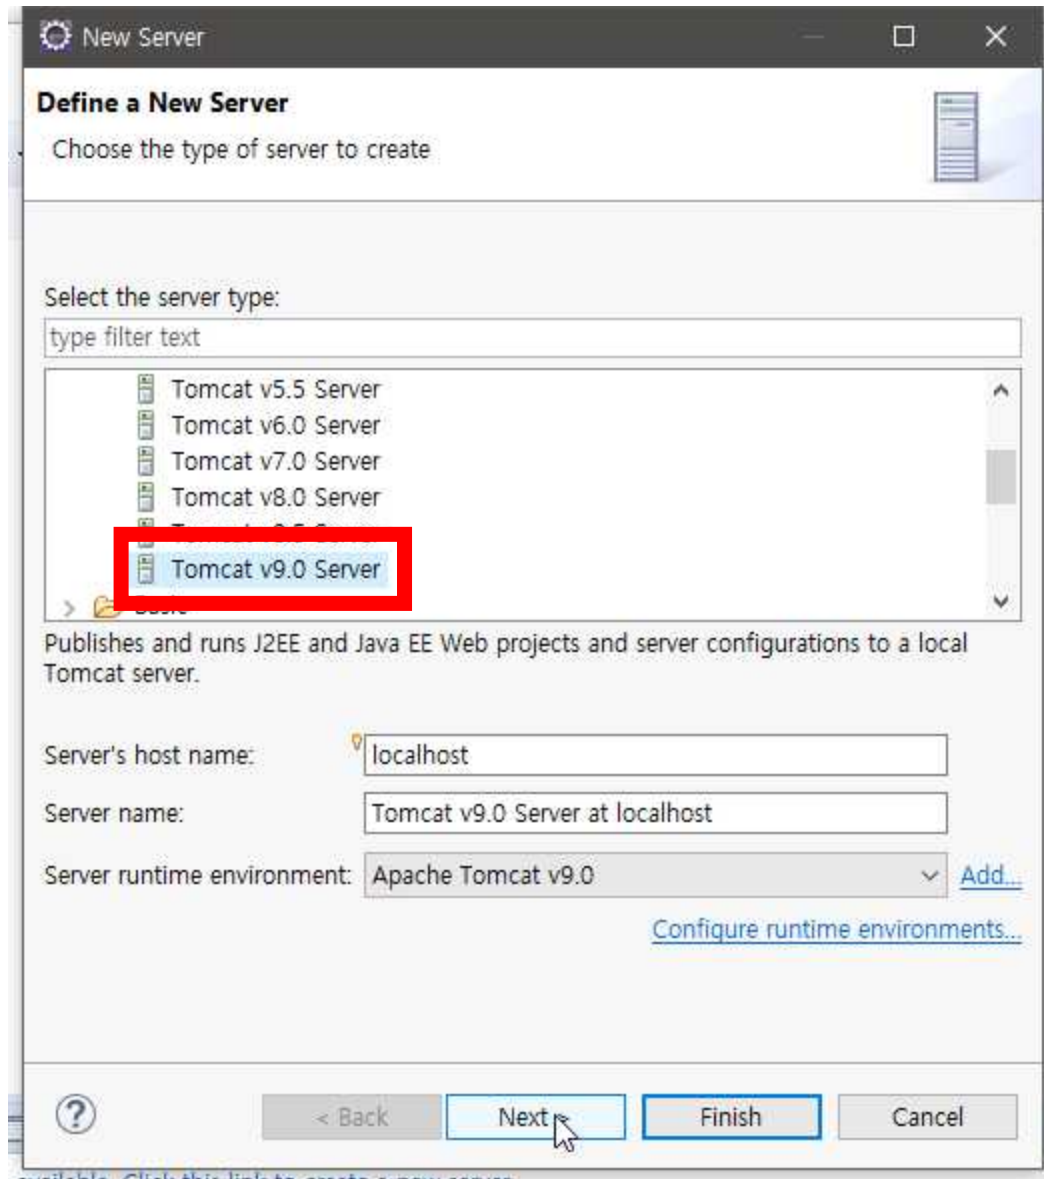 New Server
Define a New Server
Choose the type of server to create
Select the server type:
type filter text
Tomcat v5.5 Server
Tomcat v6.0 Server
Tomcat v7.0 Server
Tomcat v8.0 Server
Tomcat v9.0 Server
Publishes and runs J2EE and Java EE Web projects and server configurations to a local
Tomcat server.
Server's host name: localhost
Server name: Tomcat v9.0 Server at localhost
Server runtime environment: Apache Tomcat v9.0 Add...
Configure runtime environments...
? < Back Next > Finish Cancel